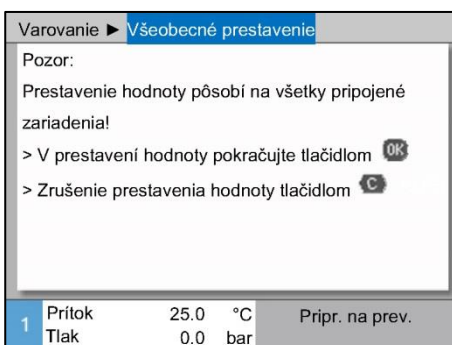 Varovanie ► Všeobecné prestavenie
Pozor:
Prestavenie hodnoty pôsobí na všetky pripojené
zariadenia!
> V prestavení hodnoty pokračujte tlačidlom OK
> Zrušenie prestavenia hodnoty tlačidlom C
1 Prítok 25.0 °C Pripr. na prev.
Tlak 0.0 bar